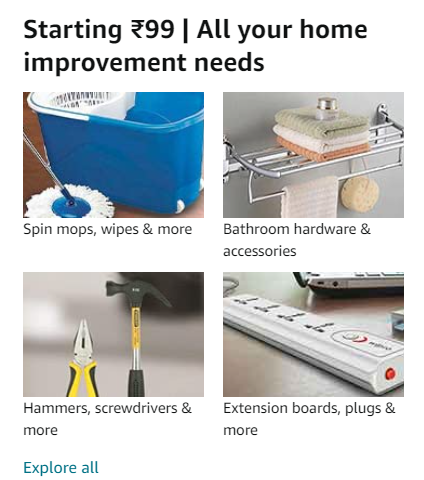 Starting ₹99 | All your home
improvement needs
Spin mops, wipes & more
Bathroom hardware &
accessories
Hammers, screwdrivers &
more
Extension boards, plugs &
more
Explore all